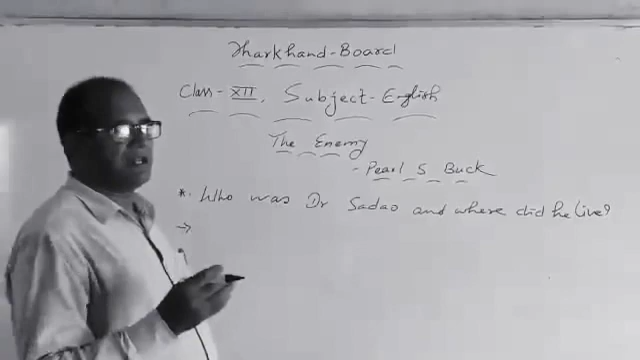 Jharkhand-Board
Class-XII, Subject-English
The Enemy
- Pearl S Buck
*. Who was Dr Sadao and where did he live?
→